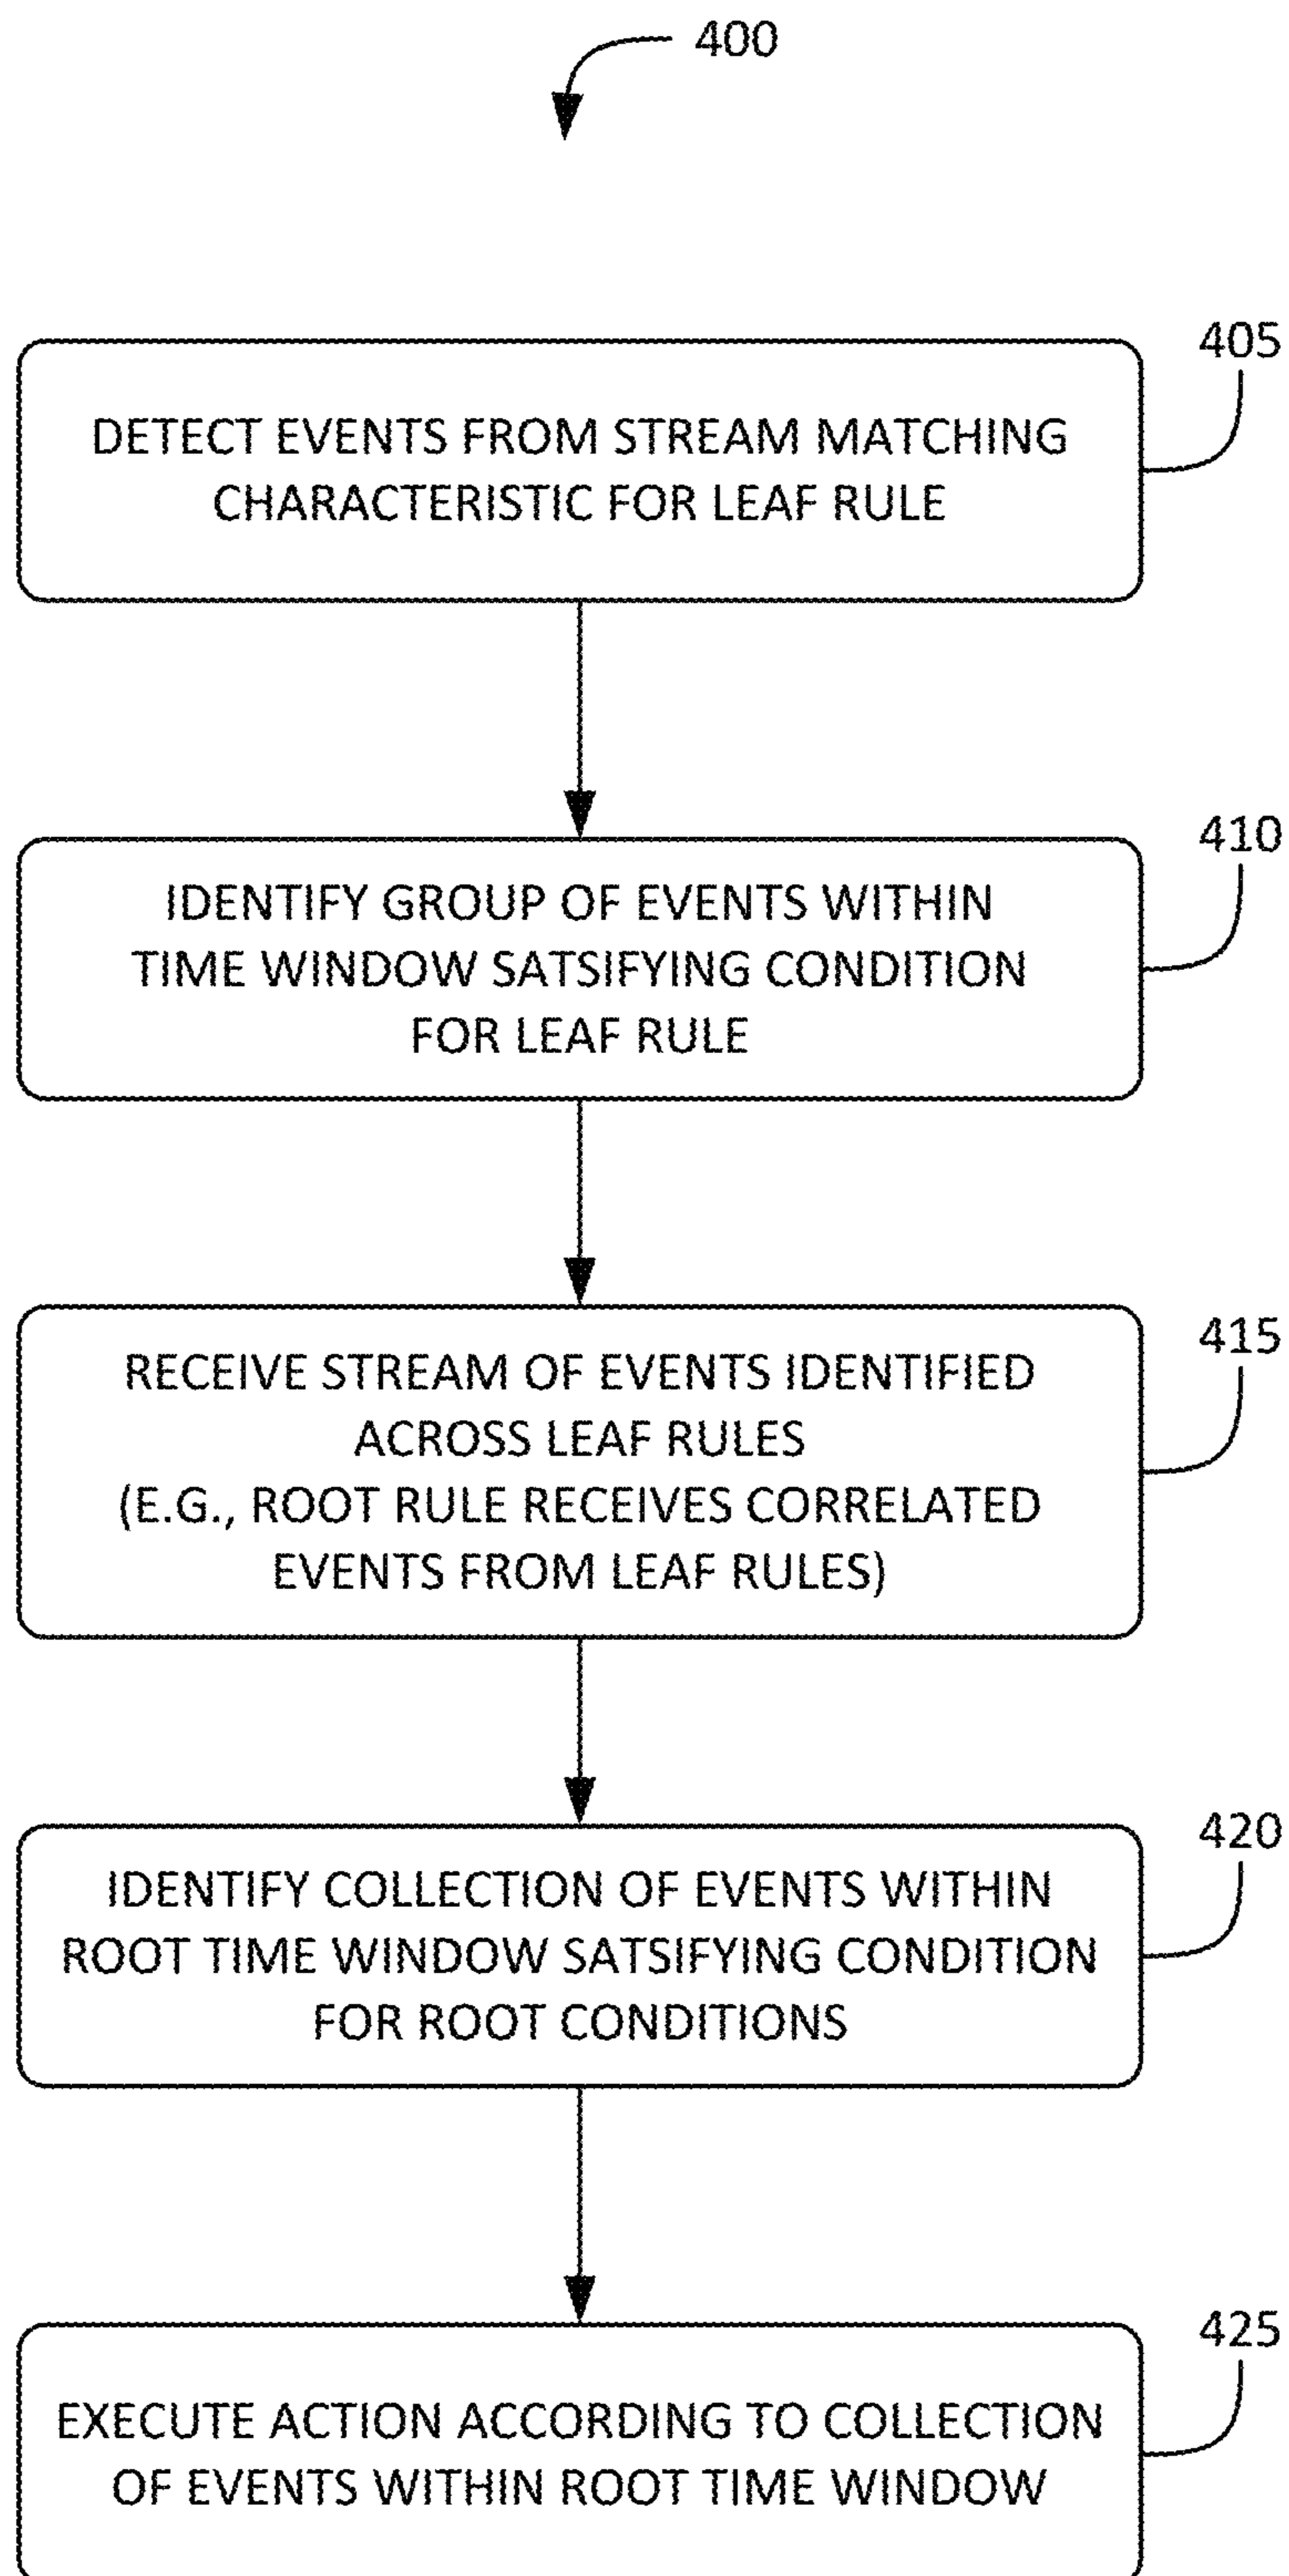 400
405
DETECT EVENTS FROM STREAM MATCHING
CHARACTERISTIC FOR LEAF RULE
410
IDENTIFY GROUP OF EVENTS WITHIN
TIME WINDOW SATSIFYING CONDITION
FOR LEAF RULE
415
RECEIVE STREAM OF EVENTS IDENTIFIED
ACROSS LEAF RULES
(E.G., ROOT RULE RECEIVES CORRELATED
EVENTS FROM LEAF RULES)
420
IDENTIFY COLLECTION OF EVENTS WITHIN
ROOT TIME WINDOW SATSIFYING CONDITION
FOR ROOT CONDITIONS
425
EXECUTE ACTION ACCORDING TO COLLECTION
OF EVENTS WITHIN ROOT TIME WINDOW